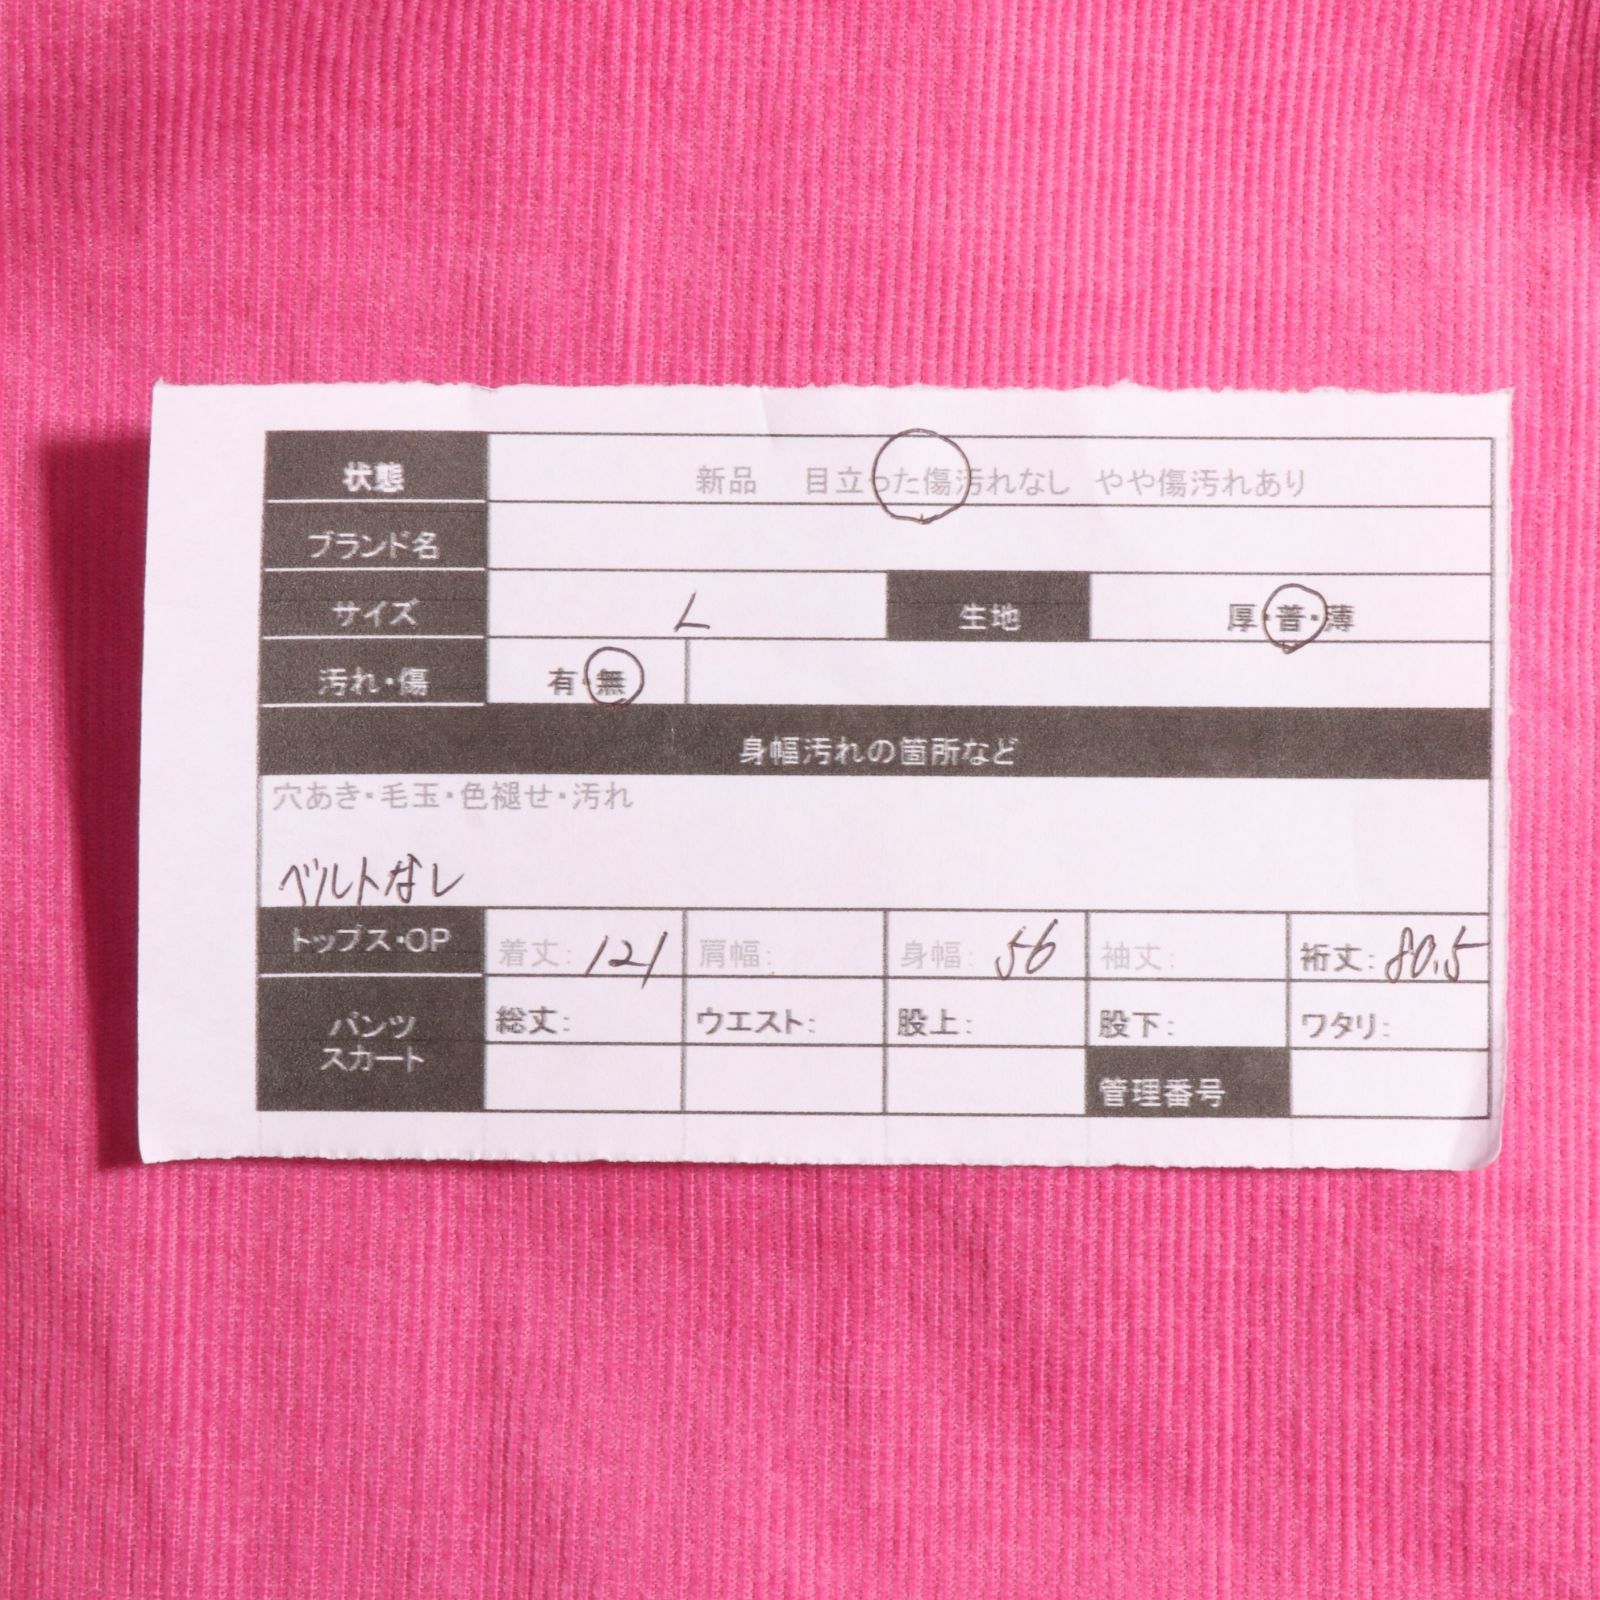 状態 新品 目立った傷汚れなし やや傷汚れあり
ブランド名
サイズ L 生地 厚・普・薄
汚れ・傷 有・無
身幅汚れの箇所など
穴あき・毛玉・色褪せ・汚れ
ベルトなし
トップス・OP 着丈: 121 肩幅: 身幅: 56 袖丈: 裄丈: 80.5
パンツ 総丈: ウエスト: 股上: 股下: ワタリ:
スカート
管理番号